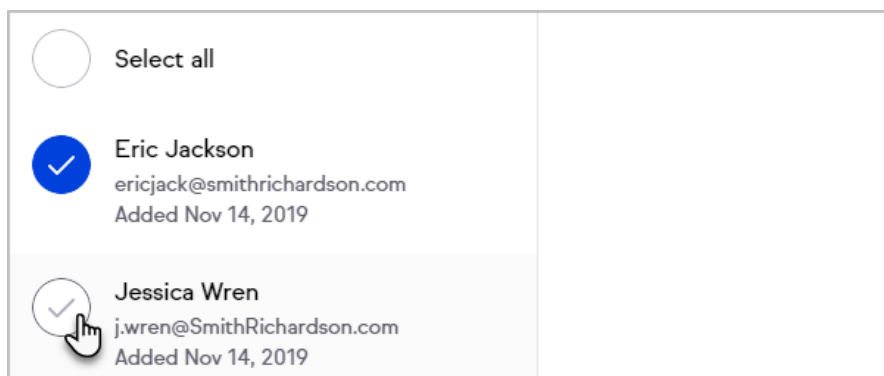 Select all
Eric Jackson
ericjack@smithrichardson.com
Added Nov 14, 2019
Jessica Wren
j.wren@SmithRichardson.com
Added Nov 14, 2019